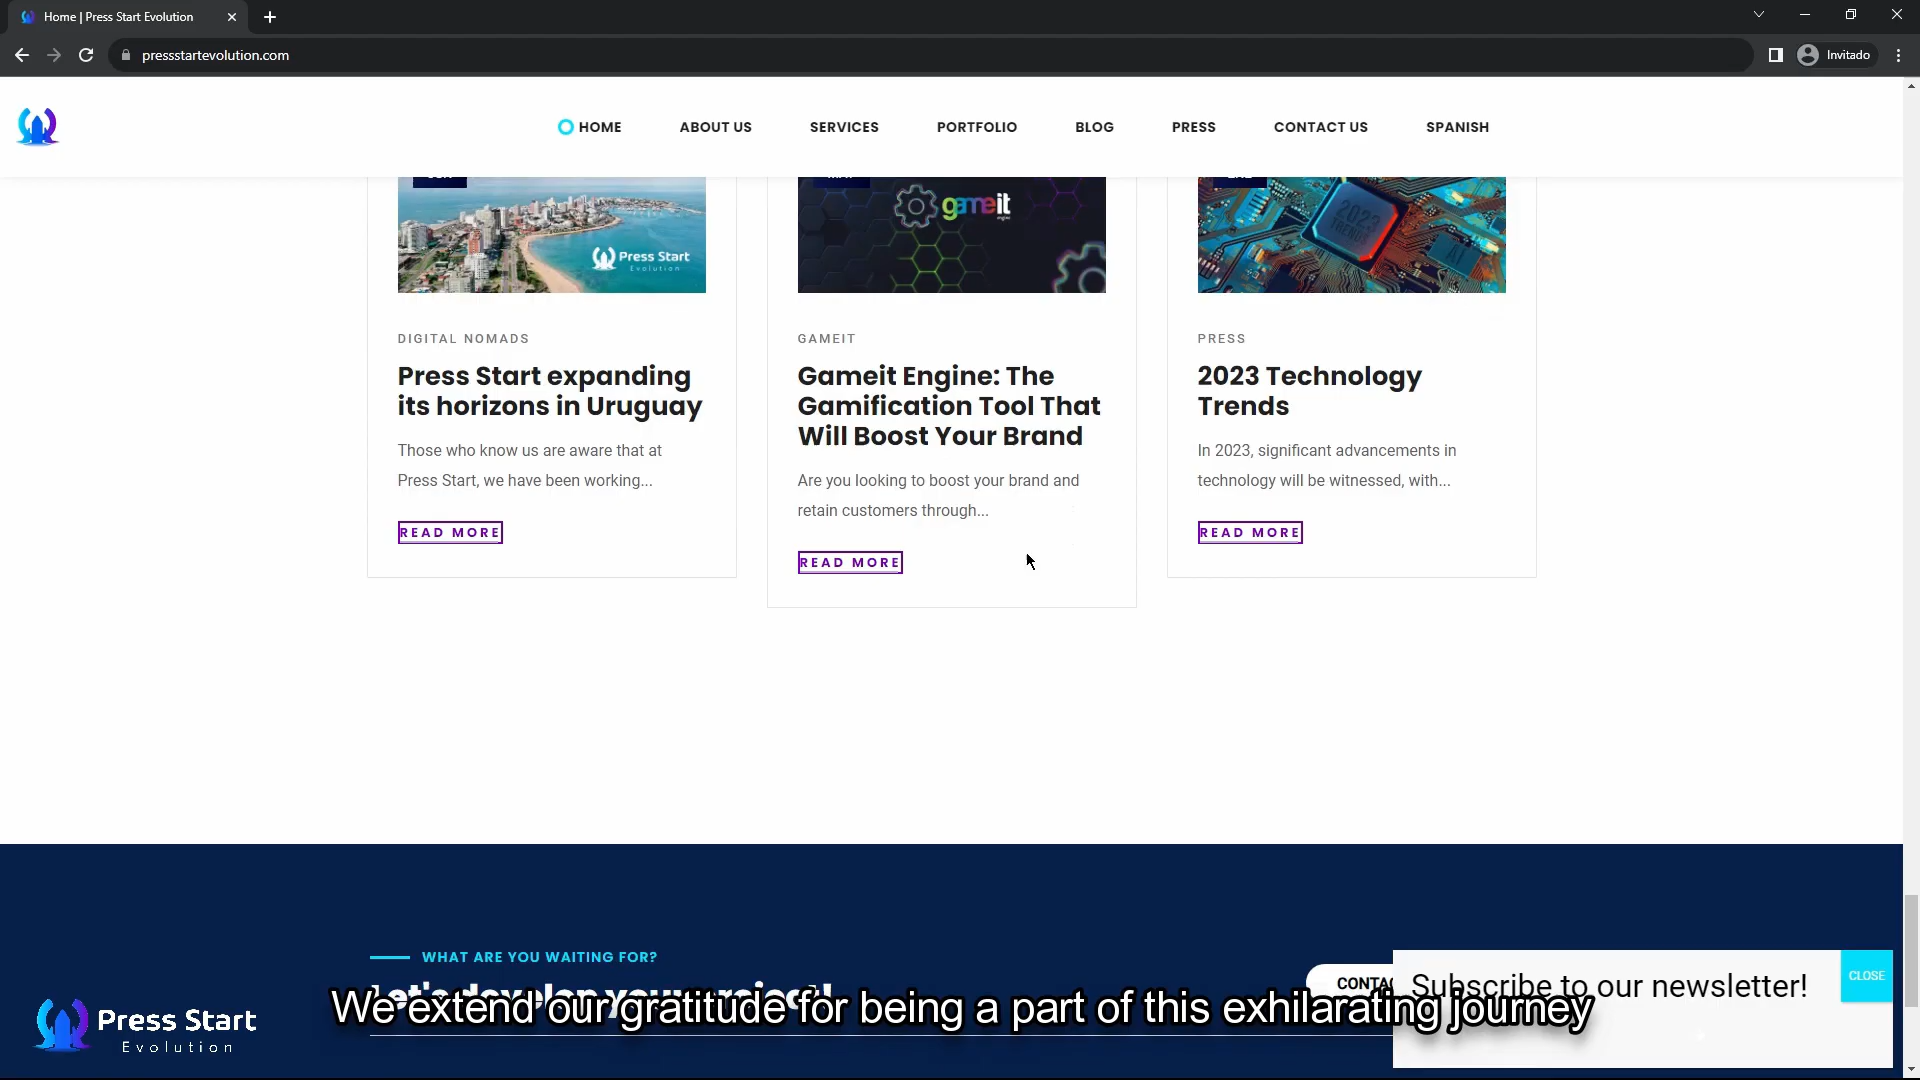 Home | Press Start Evolution
pressstartevolution.com
Invitado
HOME
ABOUT US
SERVICES
PORTFOLIO
BLOG
PRESS
CONTACT US
SPANISH
Press Start
Evolution
DIGITAL NOMADS
Press Start expanding
its horizons in Uruguay
Those who know us are aware that at
Press Start, we have been working...
READ MORE
gameit
engine
GAMEIT
Gameit Engine: The
Gamification Tool That
Will Boost Your Brand
Are you looking to boost your brand and
retain customers through...
READ MORE
2023
TRENDS
AI
PRESS
2023 Technology
Trends
In 2023, significant advancements in
technology will be witnessed, with...
READ MORE
WHAT ARE YOU WAITING FOR?
Let's develop your project!
CONTAC
Subscribe to our newsletter!
CLOSE
We extend our gratitude for being a part of this exhilarating journey
Press Start
Evolution